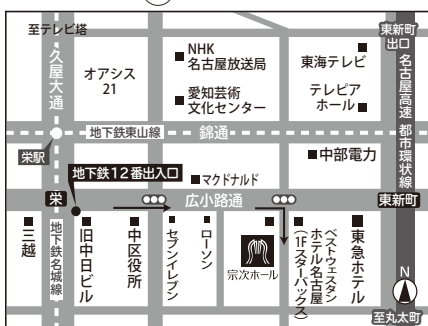 至テレビ塔
久屋大通
オアシス
21
NHK
名古屋放送局
愛知芸術
文化センター
東海テレビ
テレピア
ホール
東新町
出口
名古屋高速 都市環状線
地下鉄東山線
錦通
栄駅
地下鉄12番出入口
中部電力
マクドナルド
栄
広小路通
東新町
三越
地下鉄名城線
旧中日ビル
中区役所
セブンイレブン
ローソン
宗次ホール
ベストウェスタン
ホテル名古屋
(1Fスターバックス)
東急ホテル
N
至丸太町